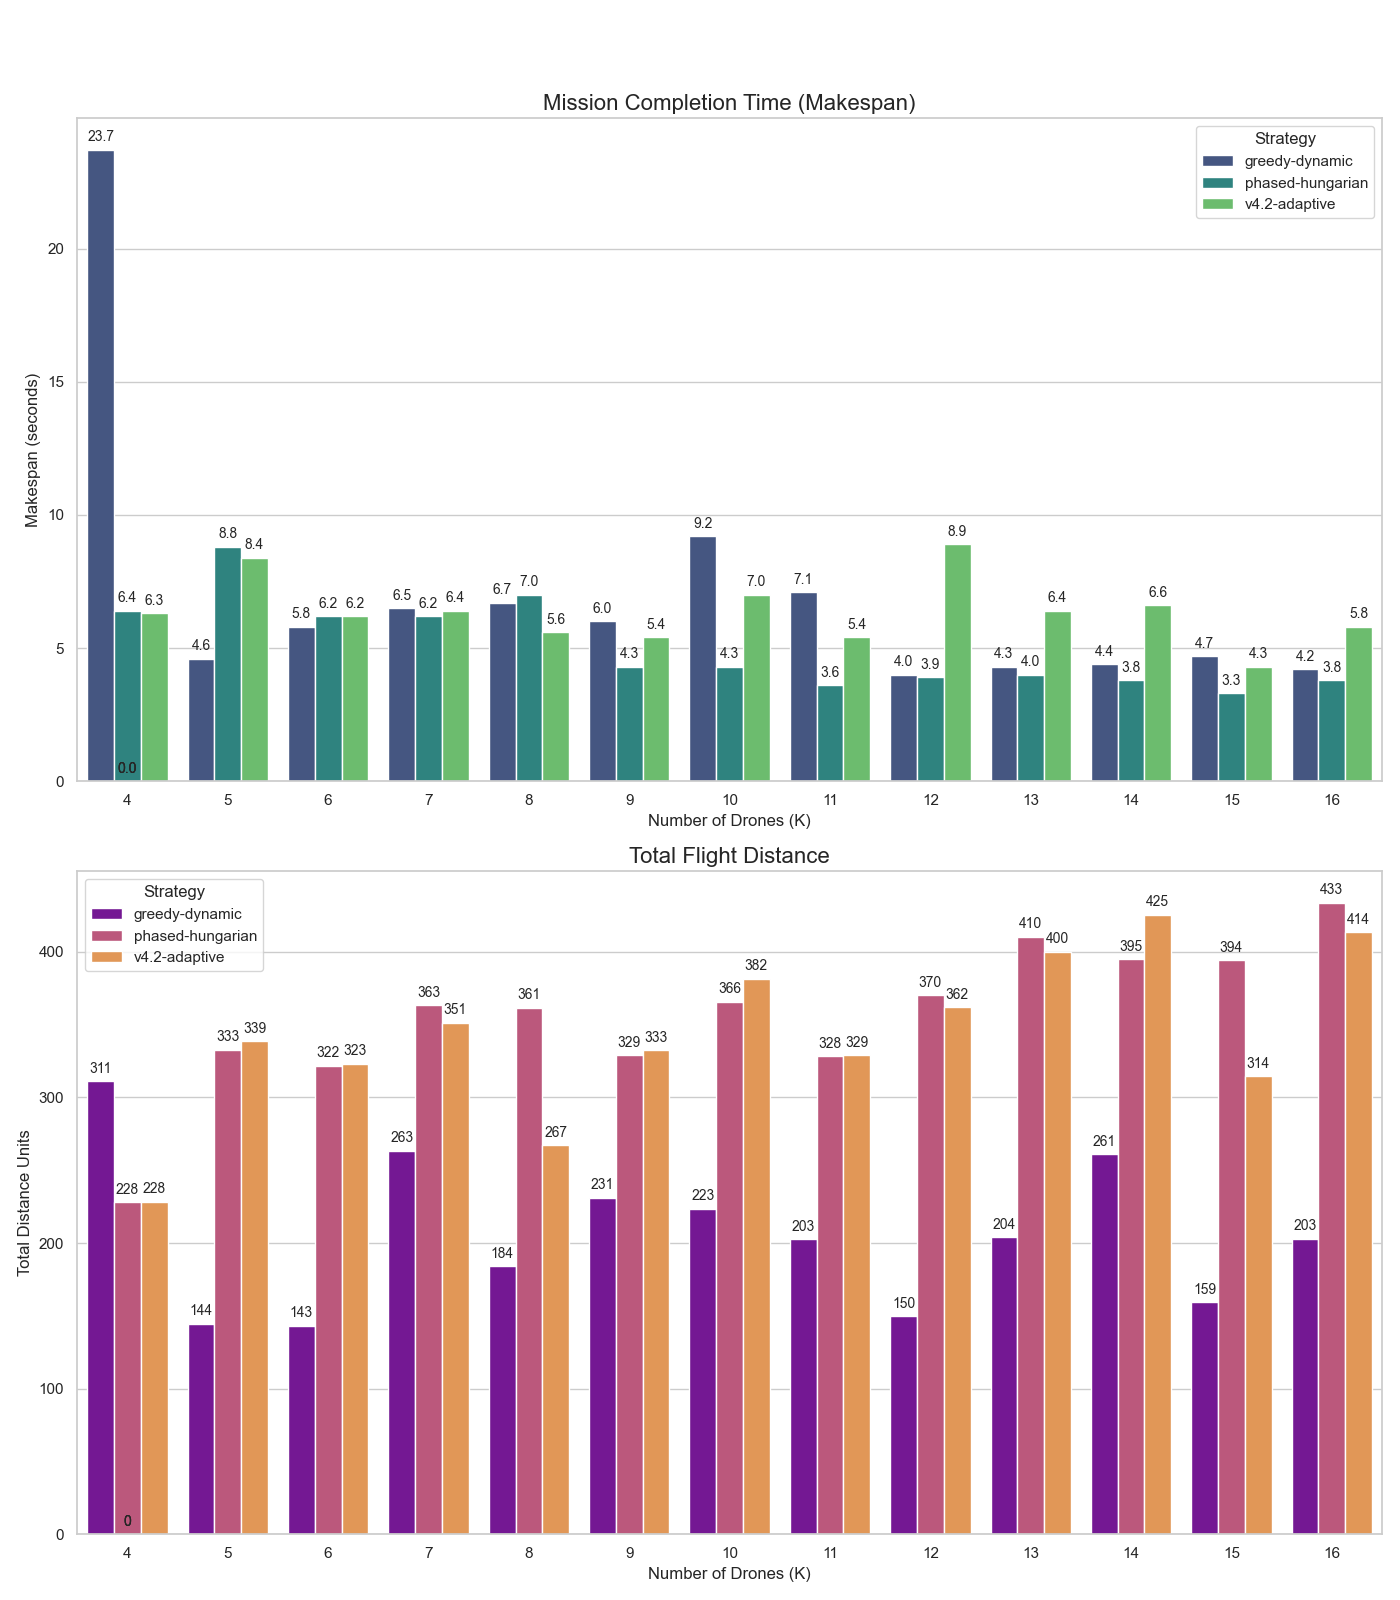 Mission Completion Time (Makespan)
Strategy
greedy-dynamic
phased-hungarian
v4.2-adaptive
Makespan (seconds)
20
15
10
5
0
23.7 6.4 6.3
4.6 8.8 8.4
5.8 6.2 6.2
6.5 6.2 6.4
6.7 7.0 5.6
6.0 4.3 5.4
9.2 4.3 7.0
7.1 3.6 5.4
4.0 3.9 8.9
4.3 4.0 6.4
4.4 3.8 6.6
4.7 3.3 4.3
4.2 3.8 5.8
0.0
4 5 6 7 8 9 10 11 12 13 14 15 16
Number of Drones (K)
Total Flight Distance
Strategy
greedy-dynamic
phased-hungarian
v4.2-adaptive
Total Distance Units
400
300
200
100
0
311 228 228
144 333 339
143 322 323
263 363 351
184 361 267
231 329 333
223 366 382
203 328 329
150 370 362
204 410 400
261 395 425
159 394 314
203 433 414
0
4 5 6 7 8 9 10 11 12 13 14 15 16
Number of Drones (K)